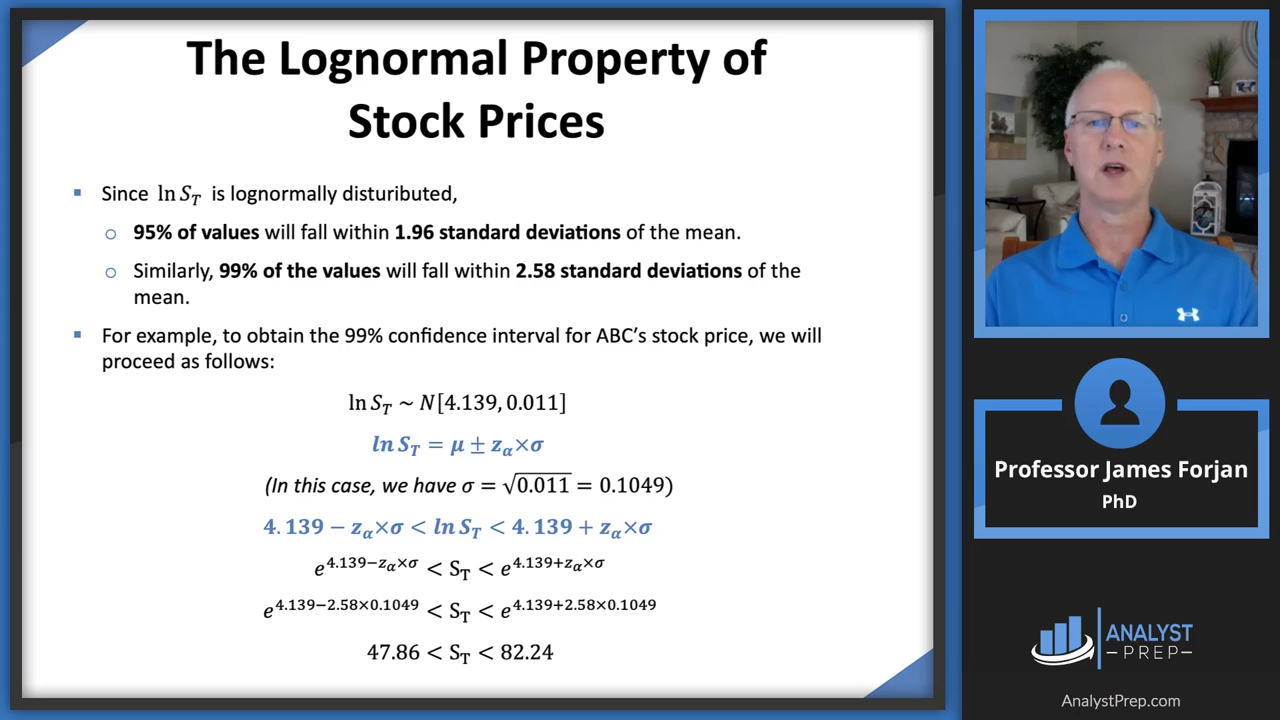 The Lognormal Property of
Stock Prices
▪ Since ln S_T is lognormally distuributed,
o 95% of values will fall within 1.96 standard deviations of the mean.
o Similarly, 99% of the values will fall within 2.58 standard deviations of the
mean.
▪ For example, to obtain the 99% confidence interval for ABC’s stock price, we will
proceed as follows:
ln S_T ~ N[4.139, 0.011]
ln S_T = μ ± z_α×σ
(In this case, we have σ = √0.011 = 0.1049)
4.139 − z_α×σ < ln S_T < 4.139 + z_α×σ
e^{4.139−z_α×σ} < S_T < e^{4.139+z_α×σ}
e^{4.139−2.58×0.1049} < S_T < e^{4.139+2.58×0.1049}
47.86 < S_T < 82.24
Professor James Forjan
PhD
ANALYST
–PREP–
AnalystPrep.com